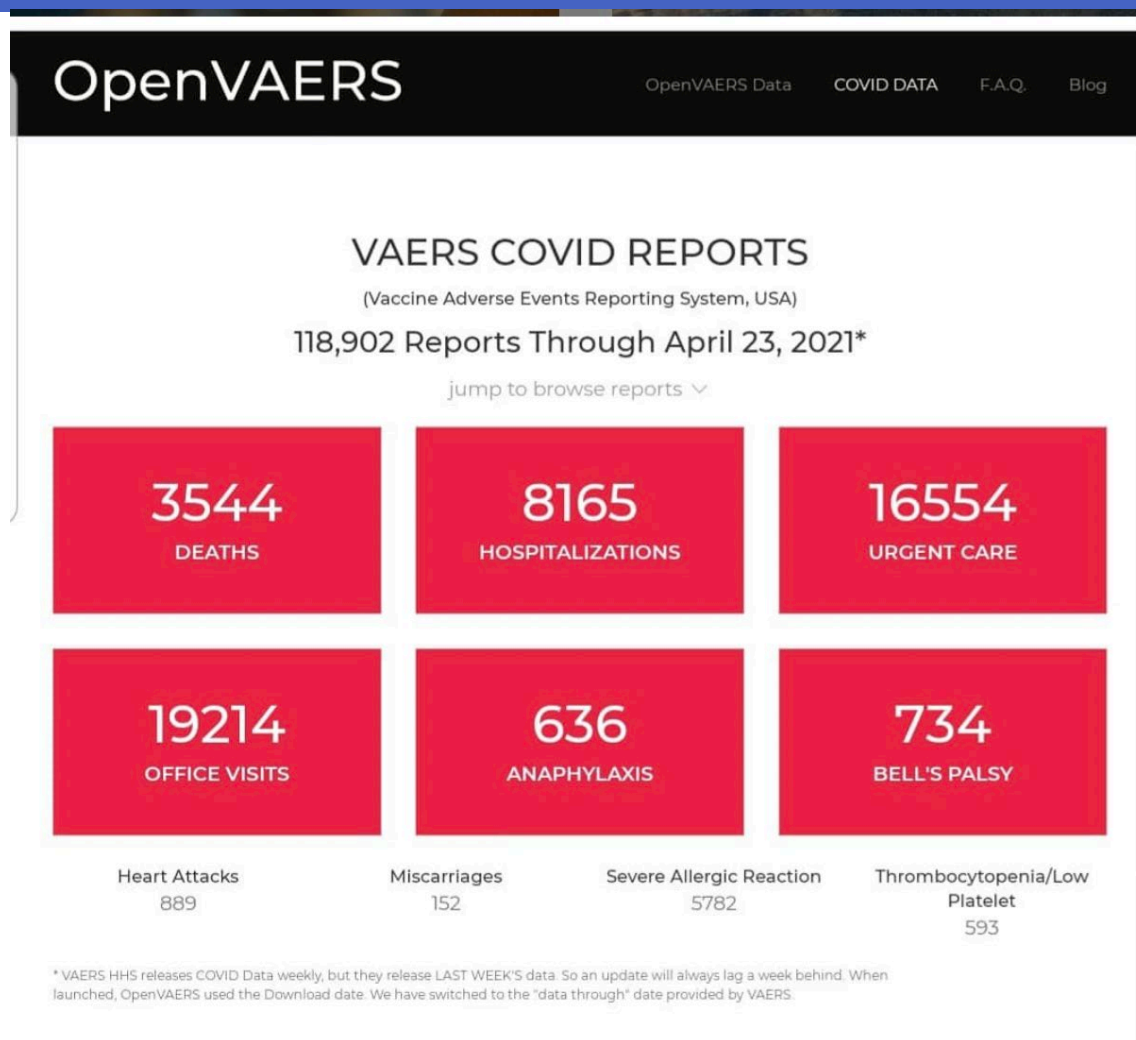 OpenVAERS
OpenVAERS Data COVID DATA F.A.Q. Blog
VAERS COVID REPORTS
(Vaccine Adverse Events Reporting System, USA)
118,902 Reports Through April 23, 2021*
jump to browse reports
3544
DEATHS
8165
HOSPITALIZATIONS
16554
URGENT CARE
19214
OFFICE VISITS
636
ANAPHYLAXIS
734
BELL'S PALSY
Heart Attacks
889
Miscarriages
152
Severe Allergic Reaction
5782
Thrombocytopenia/Low
Platelet
593
* VAERS HHS releases COVID Data weekly, but they release LAST WEEK'S data. So an update will always lag a week behind. When
launched, OpenVAERS used the Download date. We have switched to the "data through" date provided by VAERS.